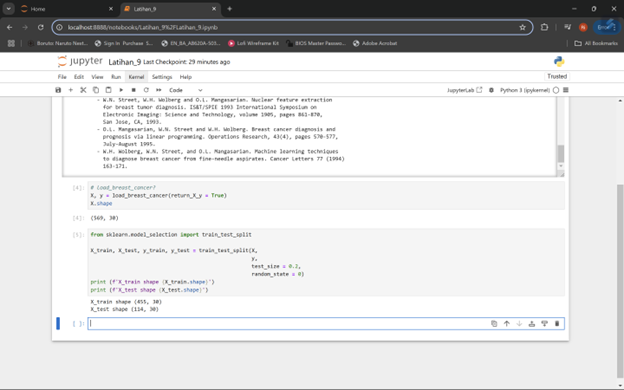 Home
Latihan_9
localhost:8888/notebooks/Latihan_9%2FLatihan_9.ipynb
Boruto: Naruto Next...
Sign In Purchase S...
EN_BA_AB620A-S03...
Lo5 Wireframe Kit
BIOS Master Passwo...
Adobe Acrobat
All Bookmarks
jupyter Latihan_9 Last Checkpoint: 29 minutes ago
File Edit View Run Kernel Settings Help
Trusted
Code
JupyterLab
Python 3 (ipykernel)
- W.N. Street, W.H. Wolberg and O.L. Mangasarian. Nuclear feature extraction
for breast tumor diagnosis. IS&T/SPIE 1993 International Symposium on
Electronic Imaging: Science and Technology, volume 1905, pages 861-870,
San Jose, CA, 1993.
- O.L. Mangasarian, W.N. Street and W.H. Wolberg. Breast cancer diagnosis and
prognosis via linear programming. Operations Research, 43(4), pages 570-577,
July-August 1995.
- W.H. Wolberg, W.N. Street, and O.L. Mangasarian. Machine learning techniques
to diagnose breast cancer from fine-needle aspirates. Cancer Letters 77 (1994)
163-171.
[4]: # Load_breast_cancer?
X, y = load_breast_cancer(return_X_y = True)
X.shape
[4]: (569, 30)
[5]: from sklearn.model_selection import train_test_split
X_train, X_test, y_train, y_test = train_test_split(X,
y,
test_size = 0.2,
random_state = 0)
print (f'X_train shape {X_train.shape}')
print (f'X_test shape {X_test.shape}')
X_train shape (455, 30)
X_test shape (114, 30)
[ ]: